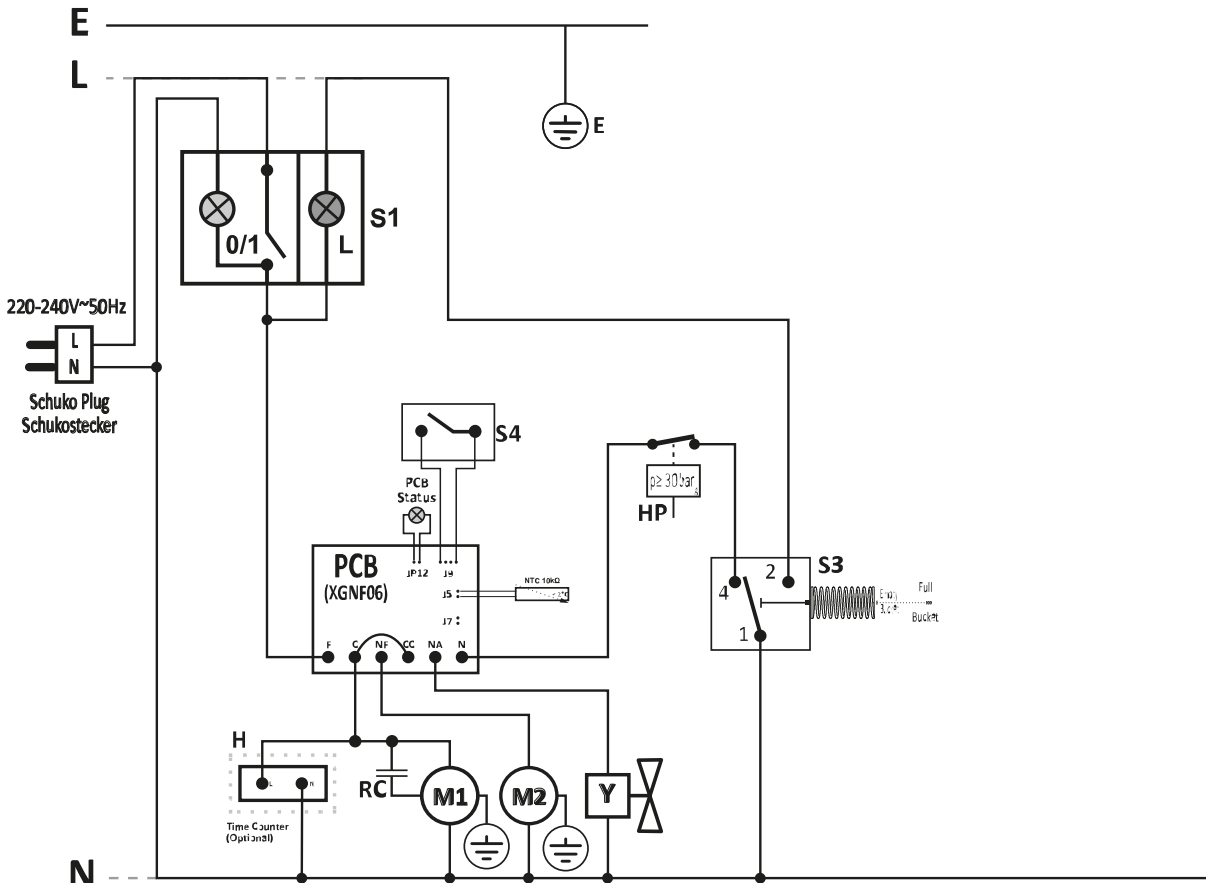 E
L
E
S1
0/1
L
220-240V~50Hz
L
N
Schuko Plug
Schukostecker
S4
PCB
Status
p≥ 30 bar
HP
PCB
(XGNF06)
JP12
J9
NTC 10kΩ
J5
J7
F
C
NF
CC
NA
N
S3
2
4
1
Full
Bucket
H
L
N
RC
M1
M2
Y
Time Counter
(Optional)
N